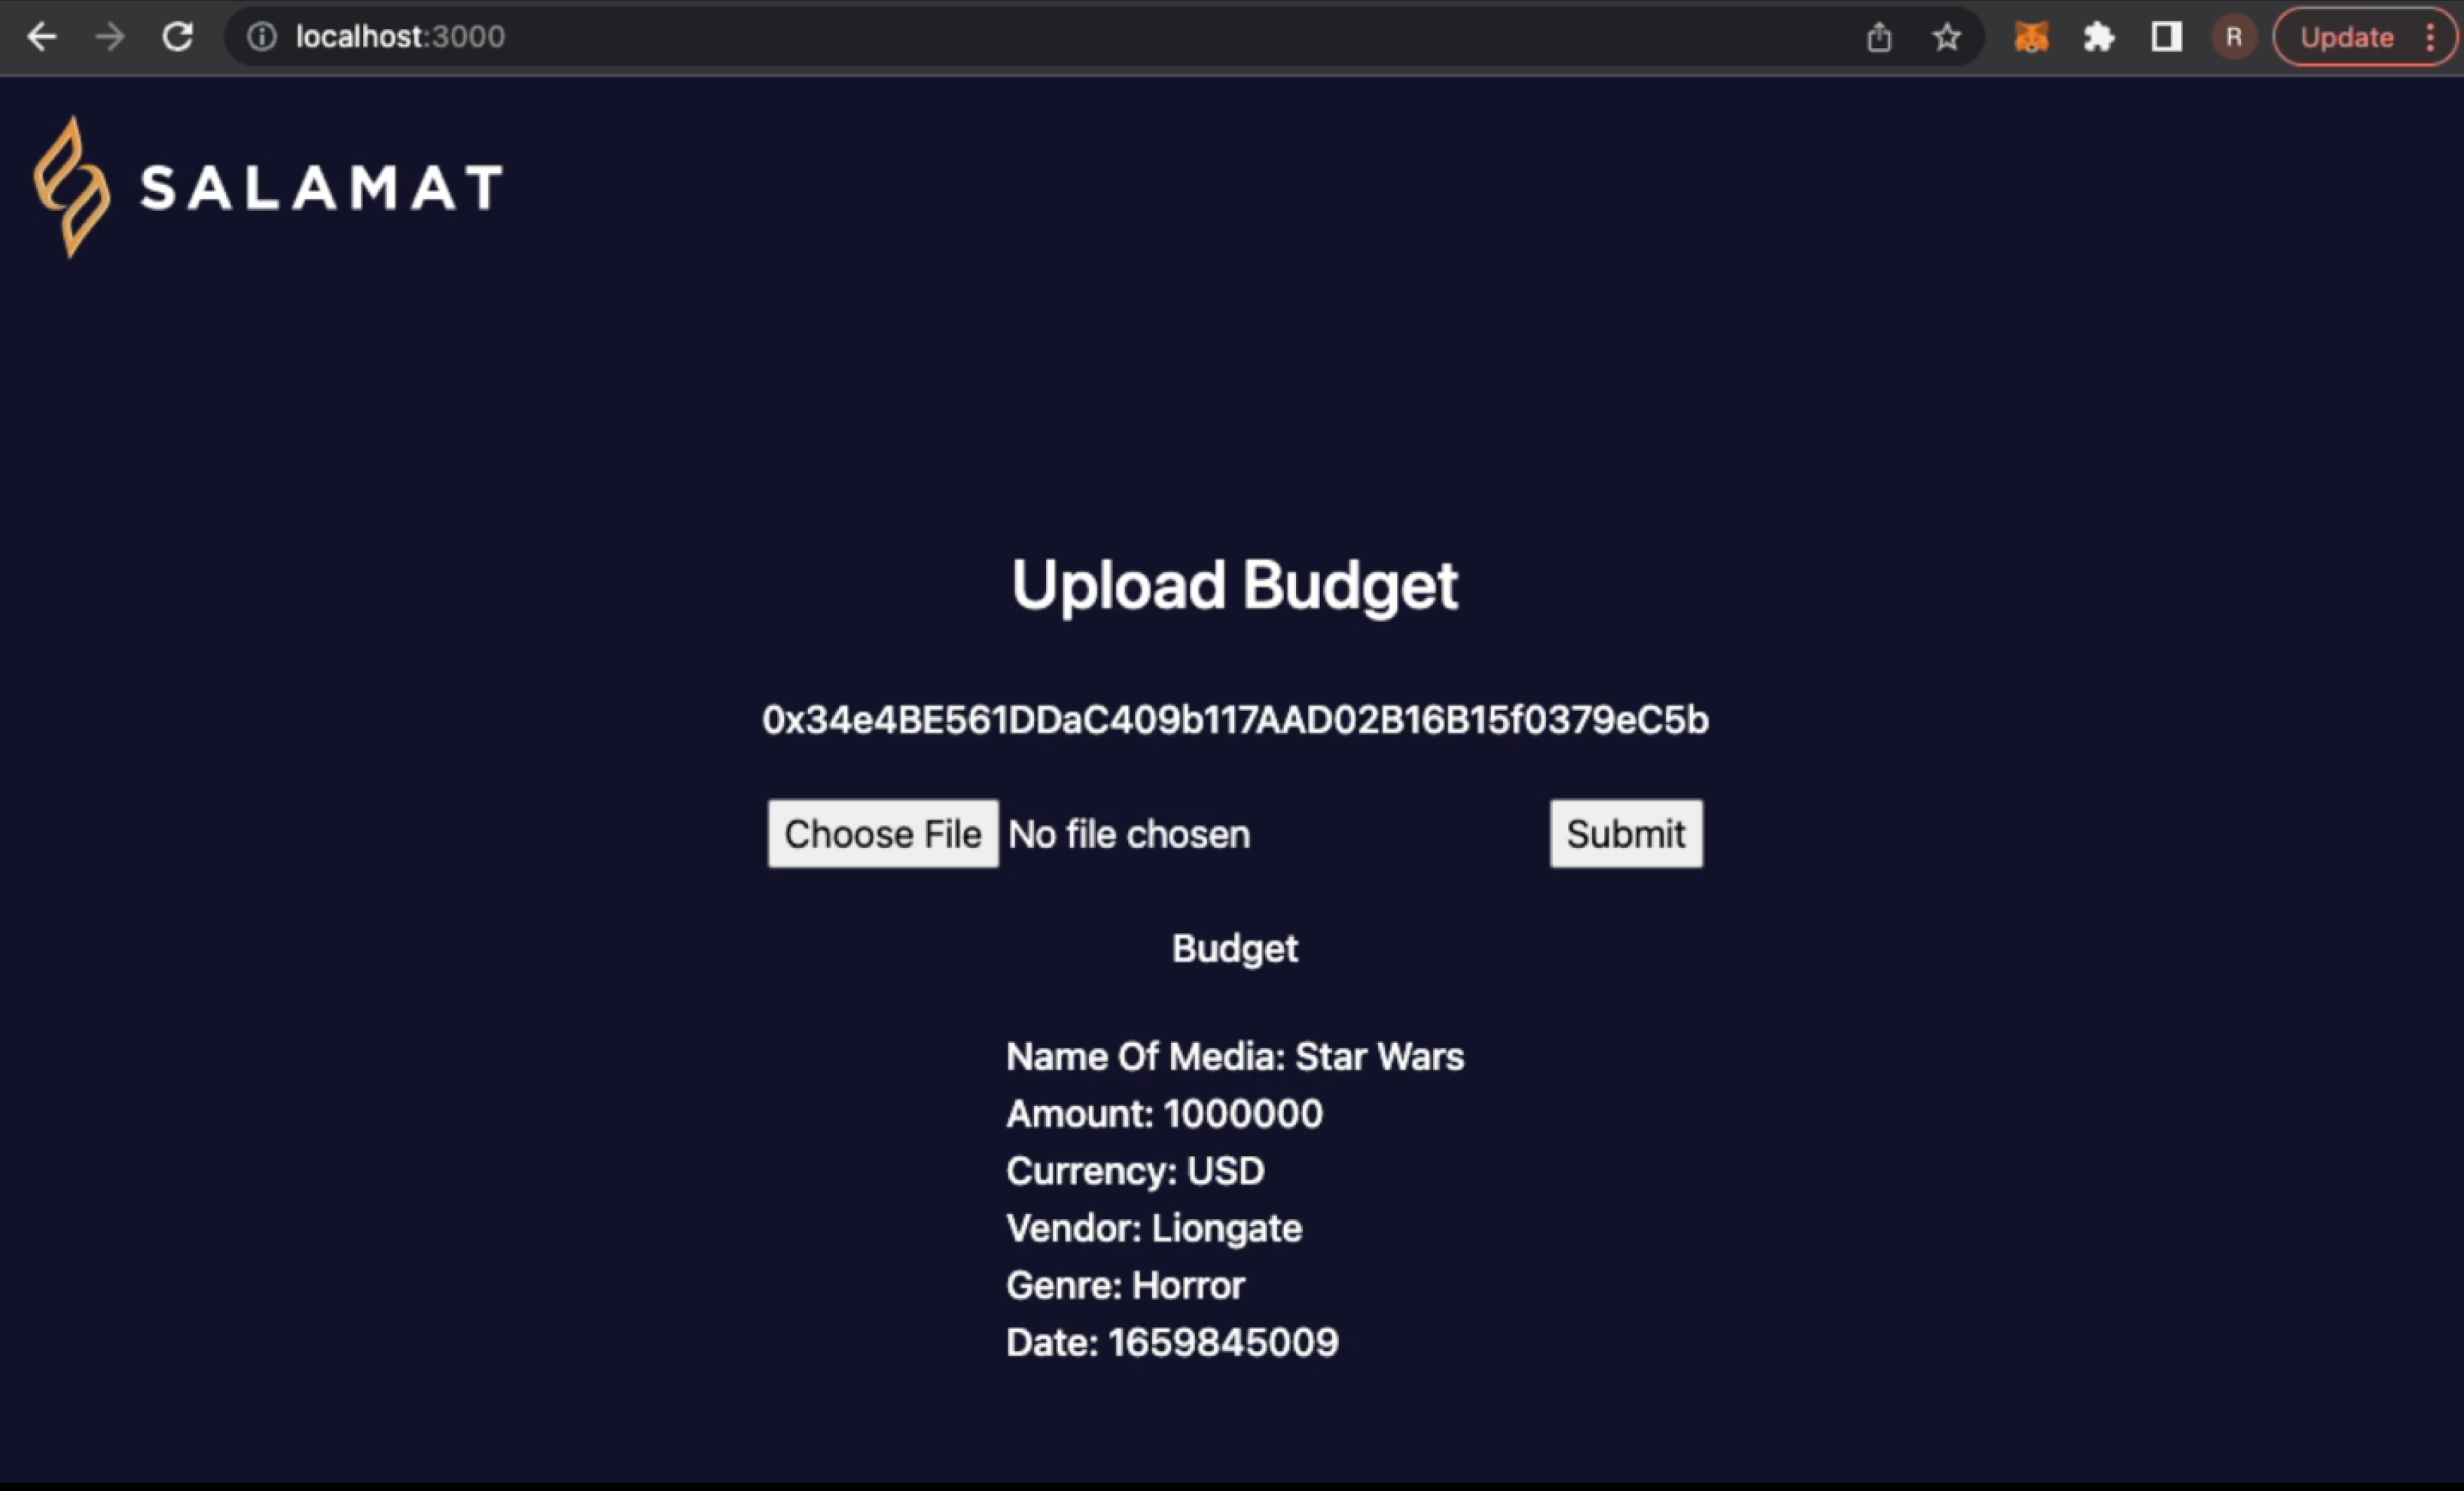 localhost:3000
R
Update
SALAMAT
Upload Budget
0x34e4BE561DDaC409b117AAD02B16B15f0379eC5b
Choose File No file chosen Submit
Budget
Name Of Media: Star Wars
Amount: 1000000
Currency: USD
Vendor: Liongate
Genre: Horror
Date: 1659845009